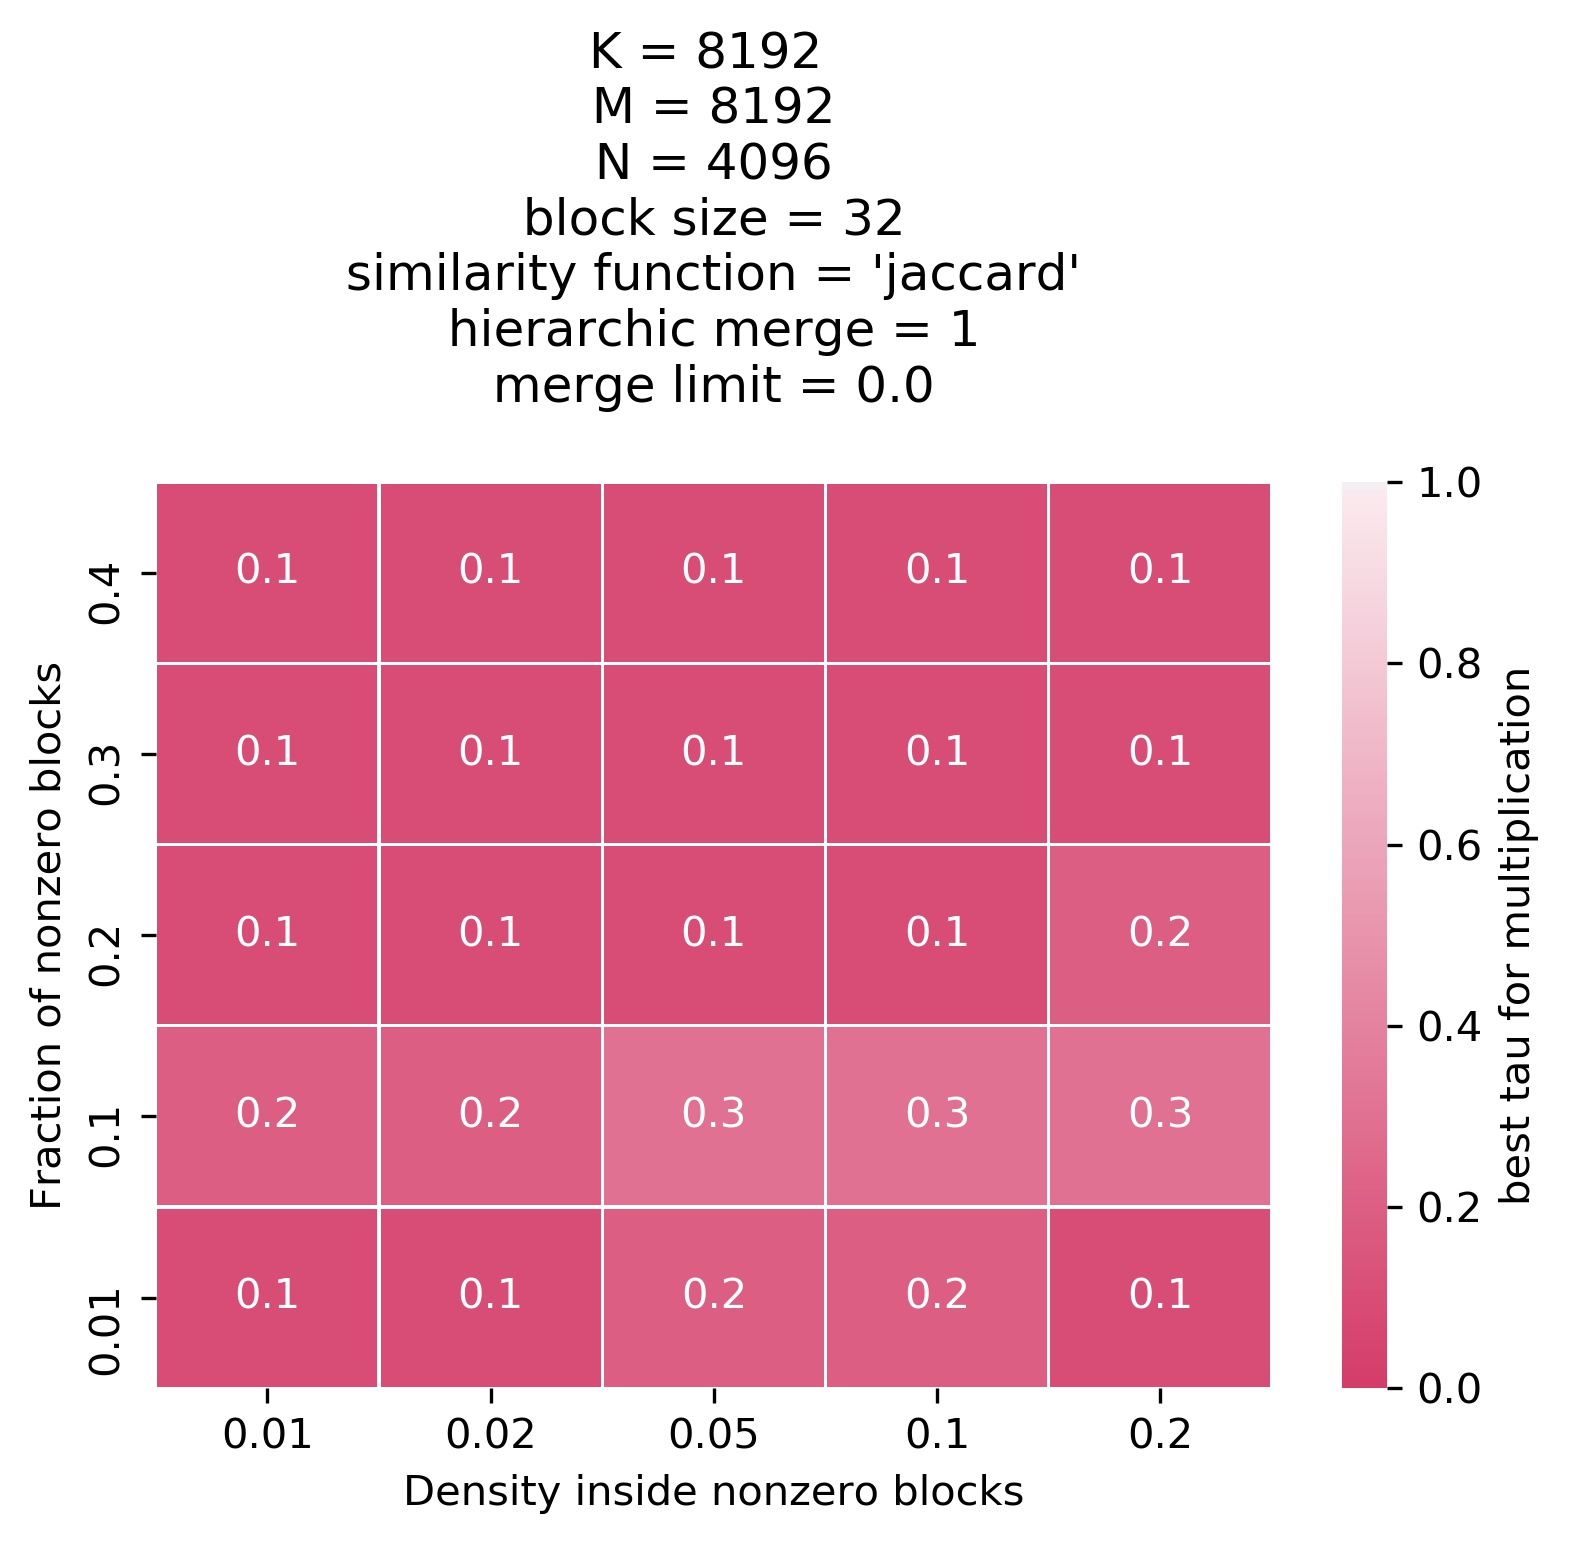 K = 8192
M = 8192
N = 4096
block size = 32
similarity function = 'jaccard'
hierarchic merge = 1
merge limit = 0.0
Fraction of nonzero blocks
0.4 0.1 0.1 0.1 0.1 0.1
0.3 0.1 0.1 0.1 0.1 0.1
0.2 0.1 0.1 0.1 0.1 0.2
0.1 0.2 0.2 0.3 0.3 0.3
0.01 0.1 0.1 0.2 0.2 0.1
0.01 0.02 0.05 0.1 0.2
Density inside nonzero blocks
1.0
0.8
0.6
0.4
0.2
0.0
best tau for multiplication